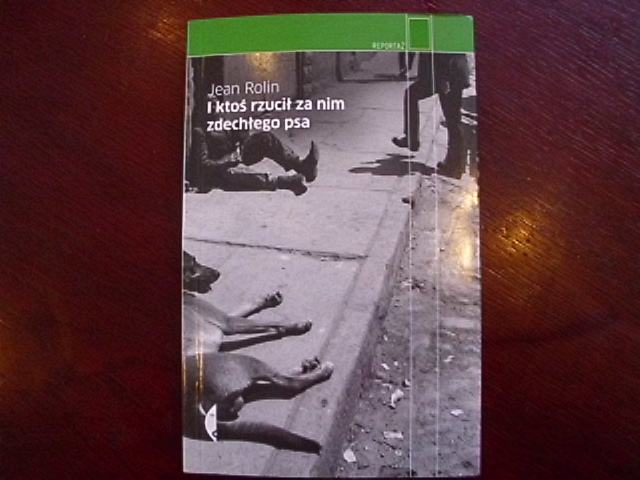 REPORTAŻ
Jean Rolin
I ktoś rzucił za nim
zdechłego psa